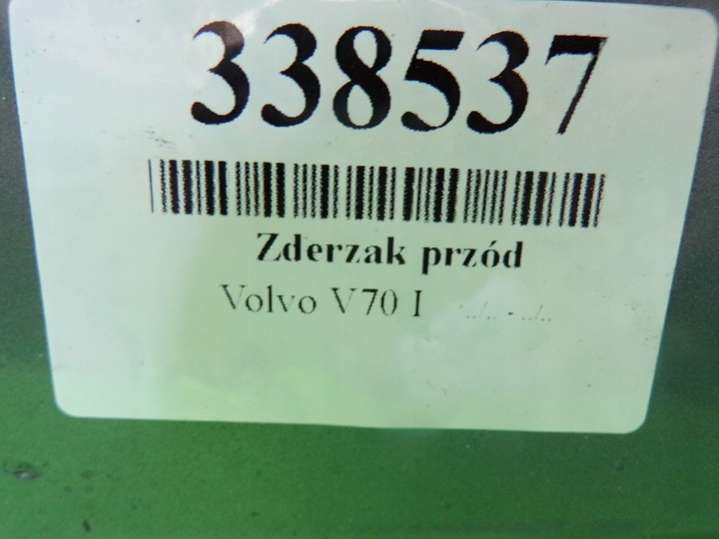 338537
Zderzak przód
Volvo V70 I ../.. - ../..